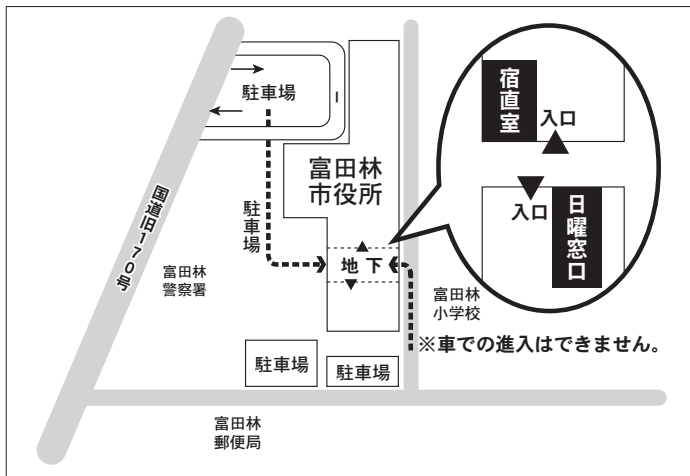 駐車場
富田林
市役所
駐車場
国道旧170号
富田林
警察署
地下
宿直室
入口
入口
日曜窓口
富田林
小学校
※車での進入はできません。
駐車場
駐車場
富田林
郵便局